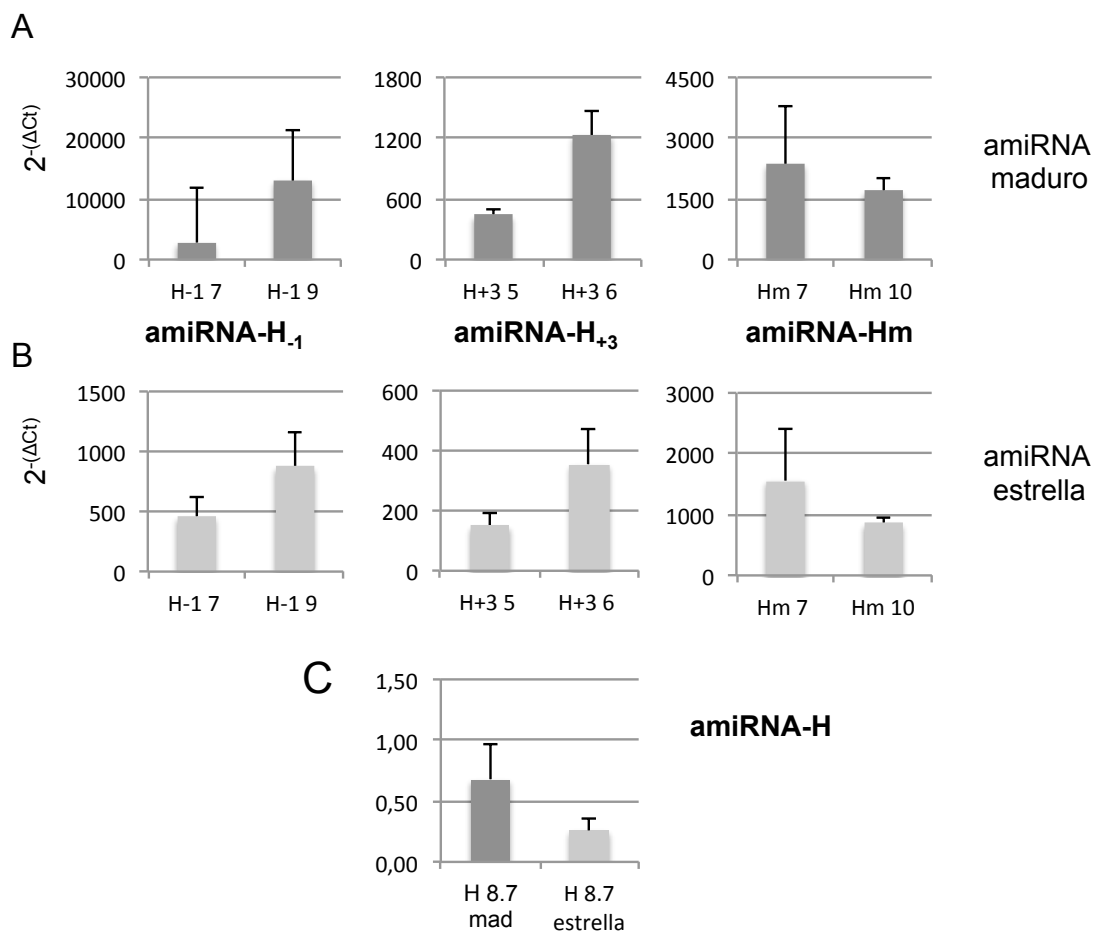 A
2-(ΔCt)
30000
20000
10000
0
H-1 7
H-1 9
amiRNA-H-1
1800
1200
600
0
H+3 5
H+3 6
amiRNA-H+3
4500
3000
1500
0
Hm 7
Hm 10
amiRNA-Hm
amiRNA
maduro
B
2-(ΔCt)
1500
1000
500
0
H-1 7
H-1 9
600
400
200
0
H+3 5
H+3 6
3000
2000
1000
0
Hm 7
Hm 10
amiRNA
estrella
C
1,50
1,00
0,50
0,00
H 8.7
mad
H 8.7
estrella
amiRNA-H